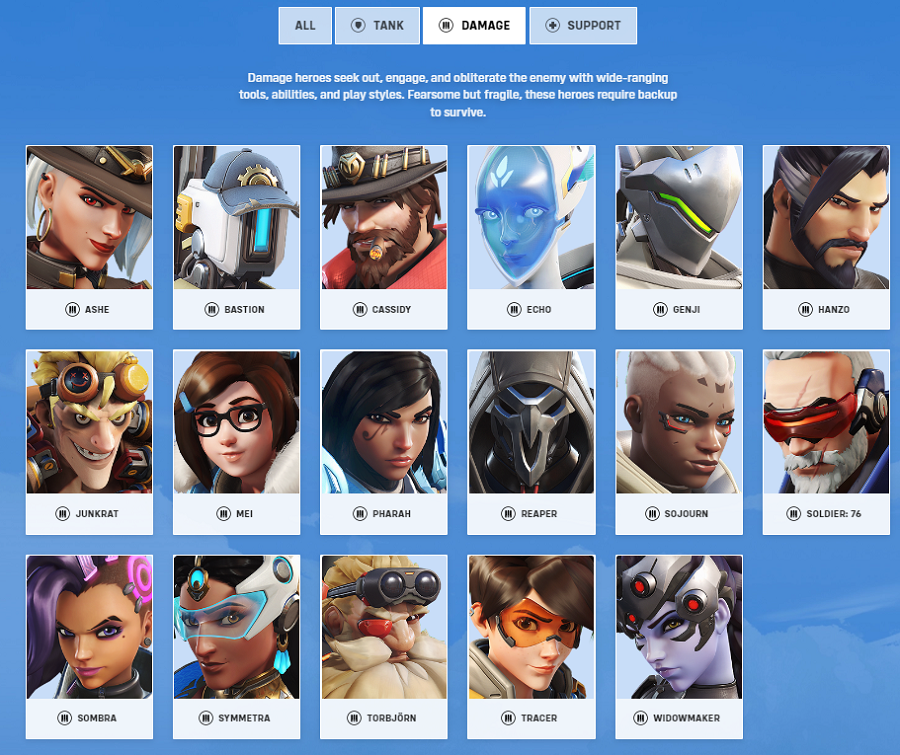 ALL
TANK
DAMAGE
SUPPORT
Damage heroes seek out, engage, and obliterate the enemy with wide-ranging
tools, abilities, and play styles. Fearsome but fragile, these heroes require backup
to survive.
ASHE
BASTION
CASSIDY
ECHO
GENJI
HANZO
JUNKRAT
MEI
PHARAH
REAPER
SOJOURN
SOLDIER: 76
SOMBRA
SYMMETRA
TORBJÖRN
TRACER
WIDOWMAKER